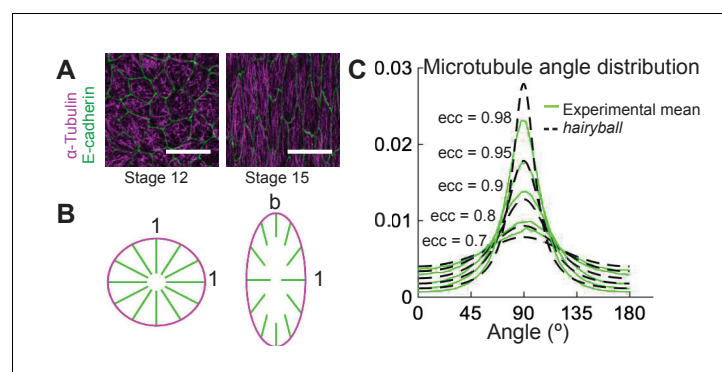 A
α-Tubulin
E-cadherin
Stage 12
Stage 15
B
1
1
b
1
C
Microtubule angle distribution
0.03
0.02
0.01
0
ecc = 0.98
ecc = 0.95
ecc = 0.9
ecc = 0.8
ecc = 0.7
Experimental mean
hairyball
0
45
90
135
180
Angle (º)